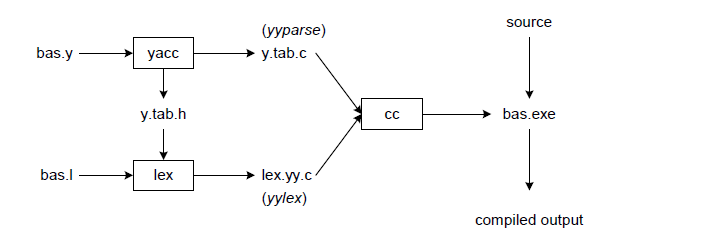 source
(yyparse)
bas.y
yacc
y.tab.c
y.tab.h
cc
bas.exe
bas.l
lex
lex.yy.c
(yylex)
compiled output